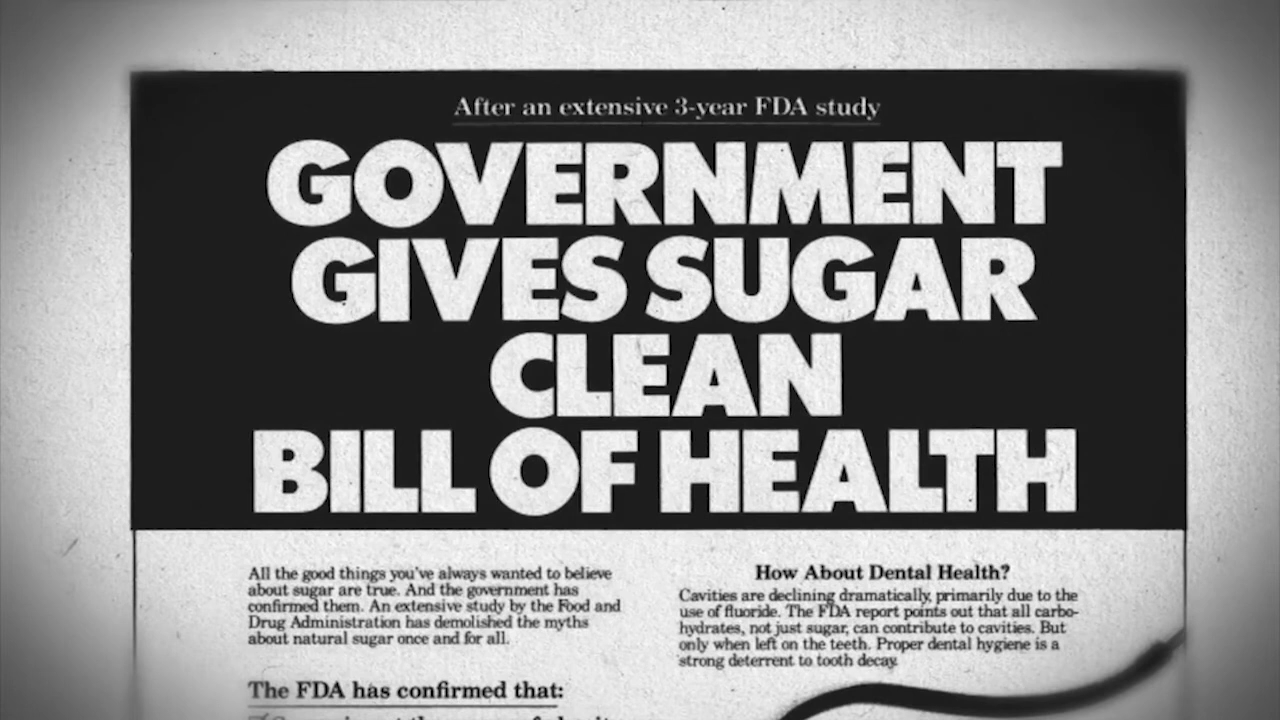 After an extensive 3-year FDA study
GOVERNMENT
GIVES SUGAR
CLEAN
BILL OF HEALTH
All the good things you've always wanted to believe
about sugar are true. And the government has
confirmed them. An extensive study by the Food and
Drug Administration has demolished the myths
about natural sugar once and for all.
The FDA has confirmed that:
How About Dental Health?
Cavities are declining dramatically, primarily due to the
use of fluoride. The FDA report points out that all carbo-
hydrates, not just sugar, can contribute to cavities. But
only when left on the teeth. Proper dental hygiene is a
strong deterrent to tooth decay.